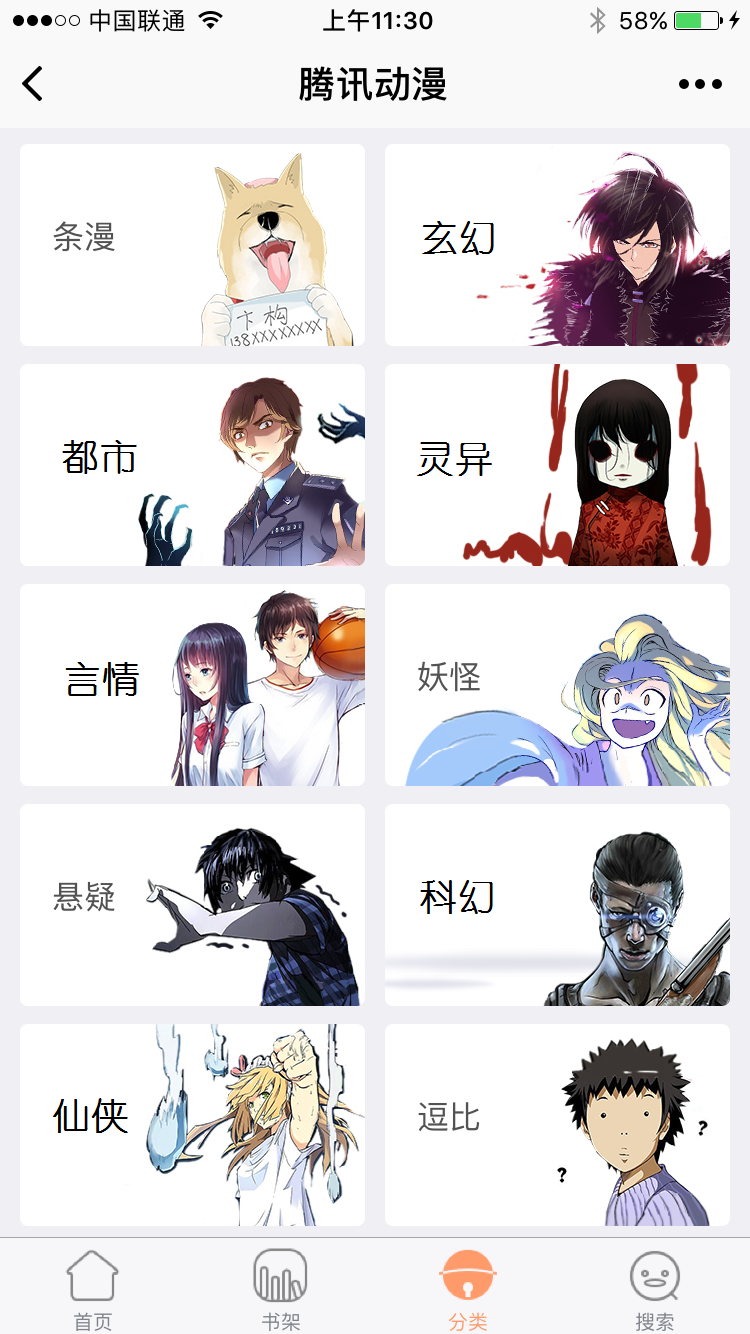 中国联通 上午11:30 58%
腾讯动漫
条漫 玄幻
卞构
138XXXXXXXX
都市 灵异
言情 妖怪
悬疑 科幻
仙侠 逗比
? ?
首页 书架 分类 搜索